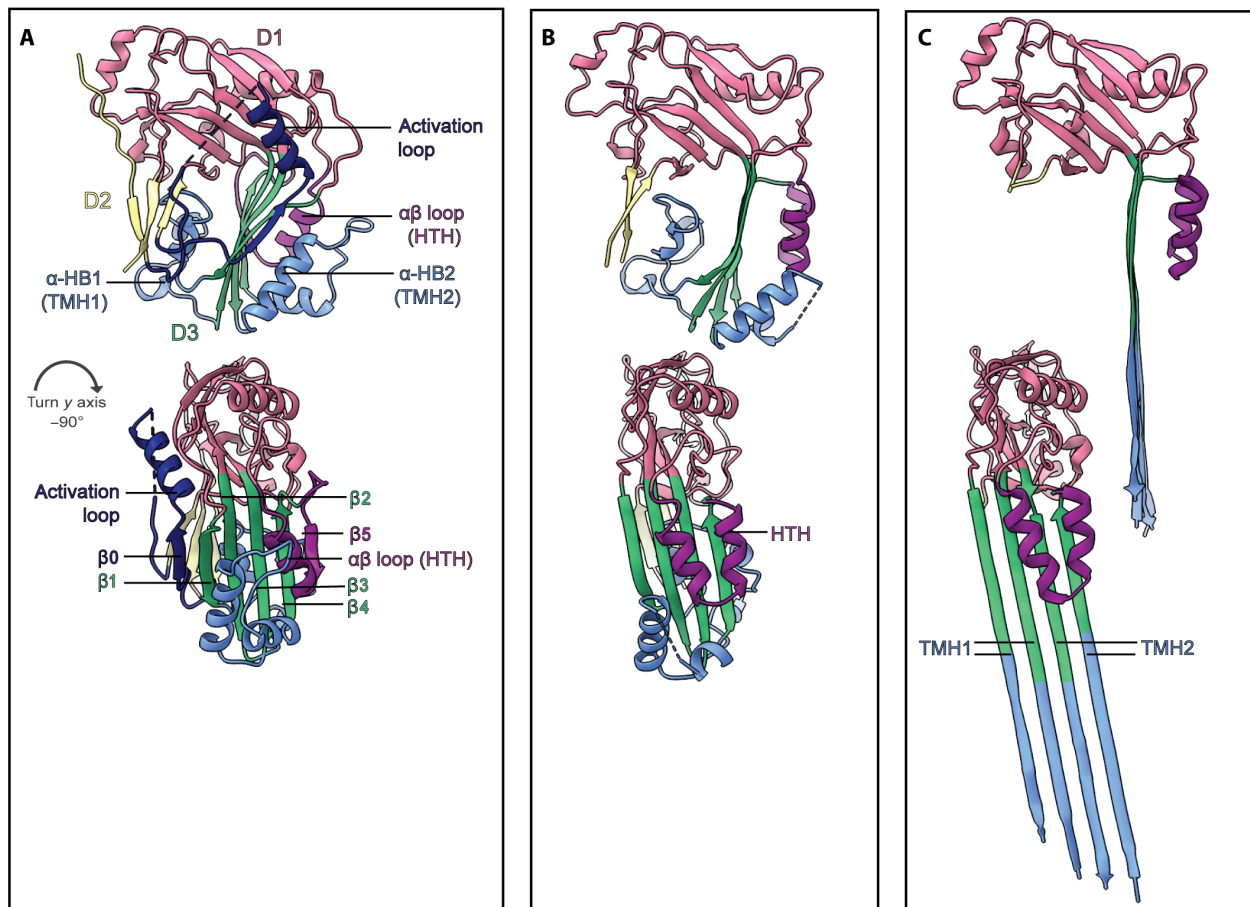 A
D1
Activation
loop
D2
αβ loop
(HTH)
α-HB1
(TMH1)
α-HB2
(TMH2)
D3
Turn y axis
–90°
Activation
loop
β2
β0
β5
β1
αβ loop (HTH)
β3
β4
B
HTH
C
TMH1
TMH2